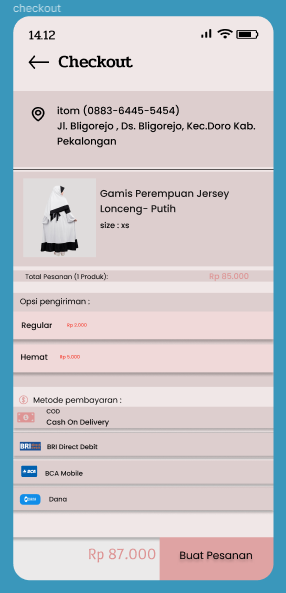 checkout
14.12
Checkout
itom (0883-6445-5454)
Jl. Bligorejo , Ds. Bligorejo, Kec.Doro Kab.
Pekalongan
Gamis Perempuan Jersey
Lonceng- Putih
size : xs
Total Pesanan (1 Produk): Rp 85.000
Opsi pengiriman :
Regular Rp 2.000
Hemat Rp 5.000
Metode pembayaran :
COD
Cash On Delivery
BRI BRI Direct Debit
BCA BCA Mobile
Dana
Rp 87.000 Buat Pesanan